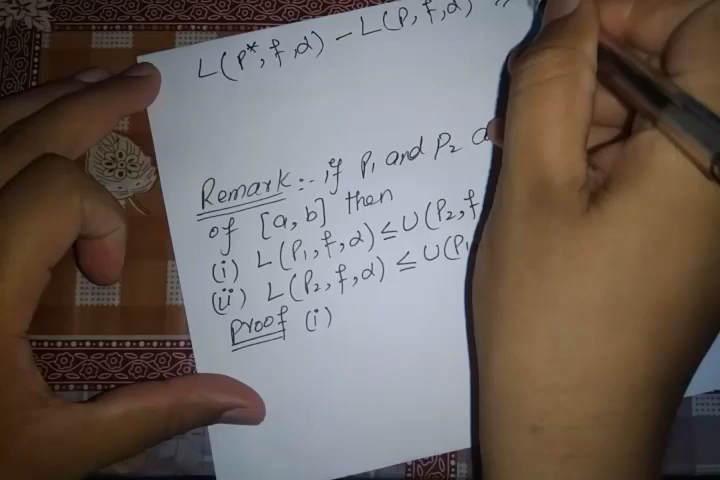 L(P*, f, α) - L(P, f, α)
Remark:- if P₁ and P₂
of [a, b] then
(i) L(P₁, f, α) ≤ U(P₂, f
(ii) L(P₂, f, α) ≤ U(P₁
Proof (i)